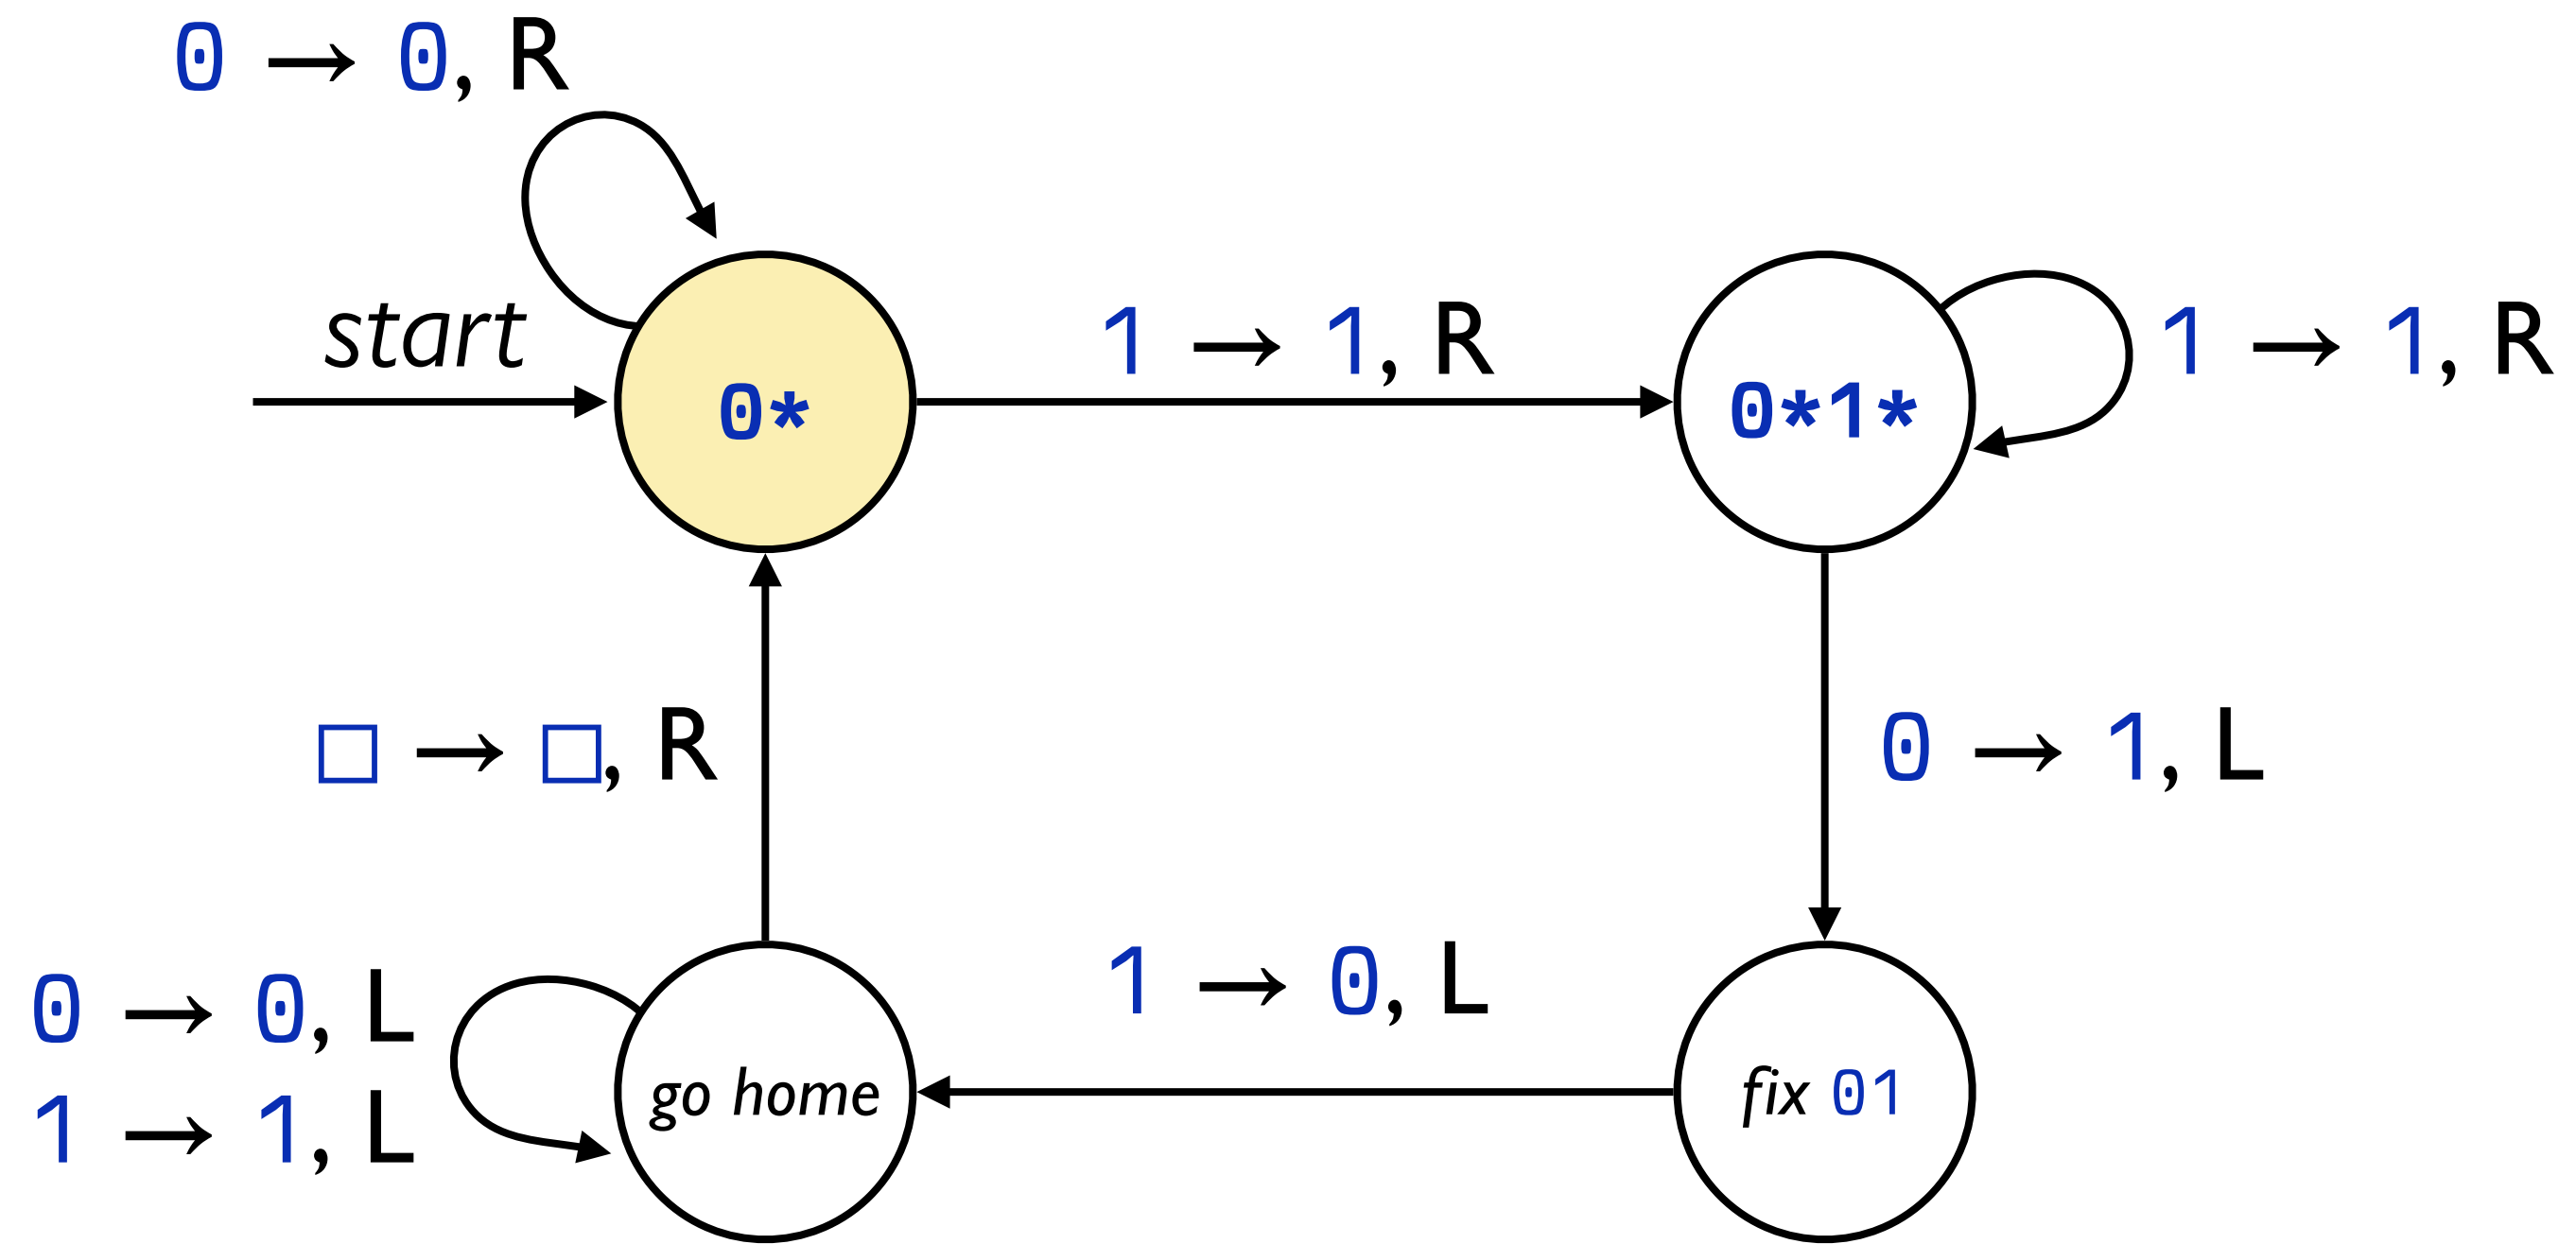 0 → 0, R
start
1 → 1, R
1 → 1, R
0*
0*1*
□ → □, R
0 → 1, L
1 → 0, L
0 → 0, L
1 → 1, L
go home
fix 01